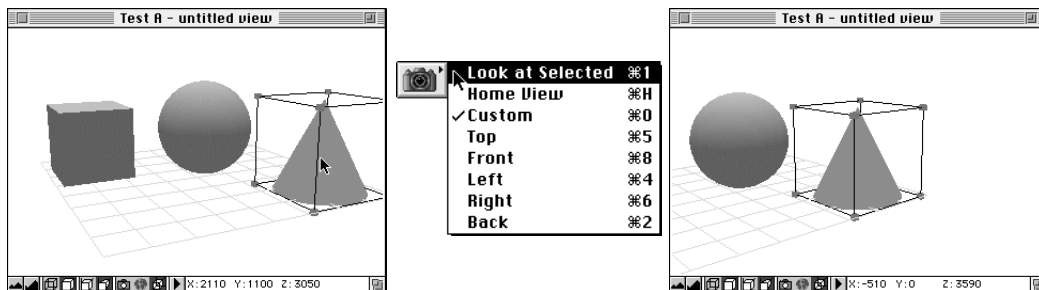 Test A - untitled view
X:2110 Y:1100 Z:3050
Look at Selected ⌘1
Home View ⌘H
✓Custom ⌘0
Top ⌘5
Front ⌘8
Left ⌘4
Right ⌘6
Back ⌘2
Test A - untitled view
X:-510 Y:0 Z:3590